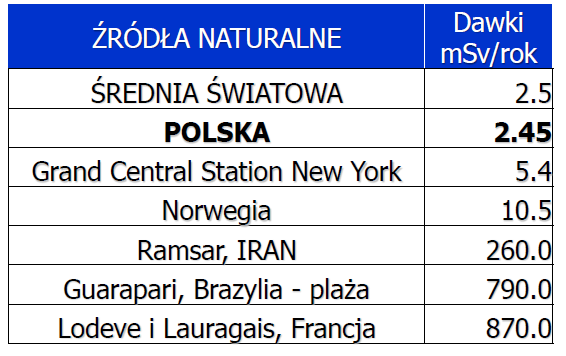 ŹRÓDŁA NATURALNE Dawki mSv/rok
ŚREDNIA ŚWIATOWA 2.5
POLSKA 2.45
Grand Central Station New York 5.4
Norwegia 10.5
Ramsar, IRAN 260.0
Guarapari, Brazylia - plaża 790.0
Lodeve i Lauragais, Francja 870.0